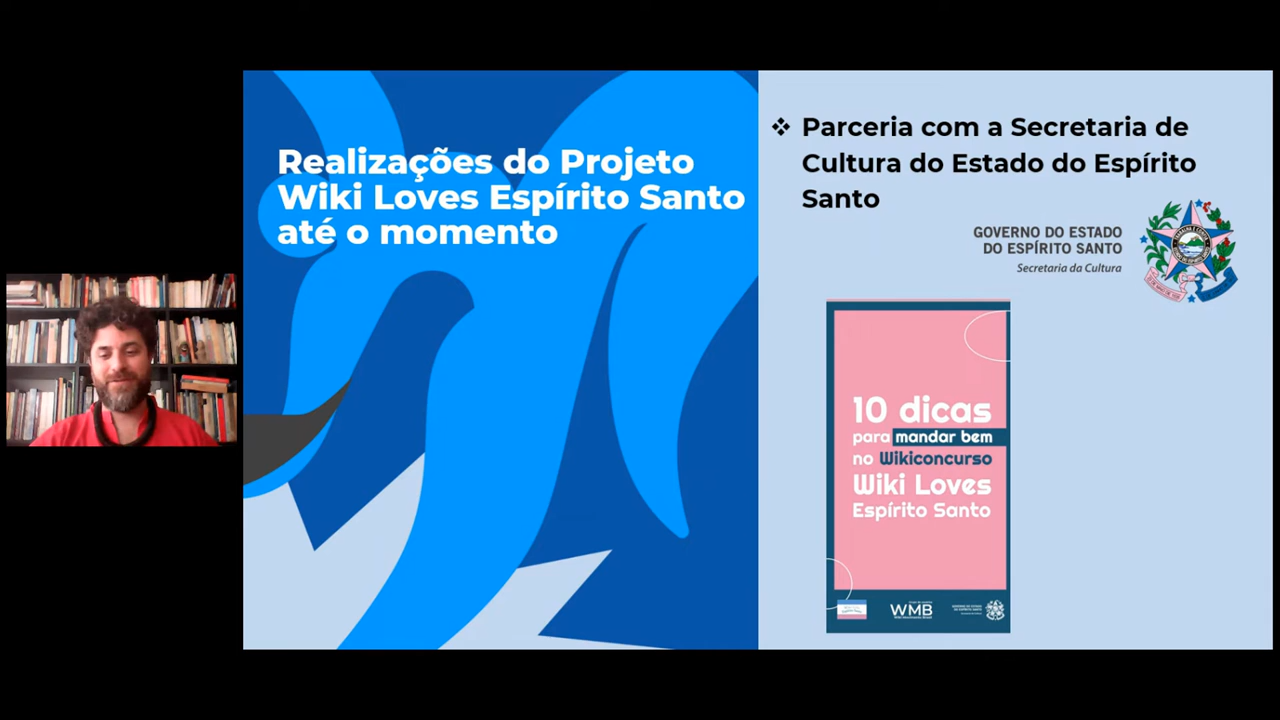 Realizações do Projeto
Wiki Loves Espírito Santo
até o momento
❖ Parceria com a Secretaria de
Cultura do Estado do Espírito
Santo
GOVERNO DO ESTADO
DO ESPÍRITO SANTO
Secretaria da Cultura
10 dicas
para mandar bem
no Wikiconcurso
Wiki Loves
Espírito Santo
WMB